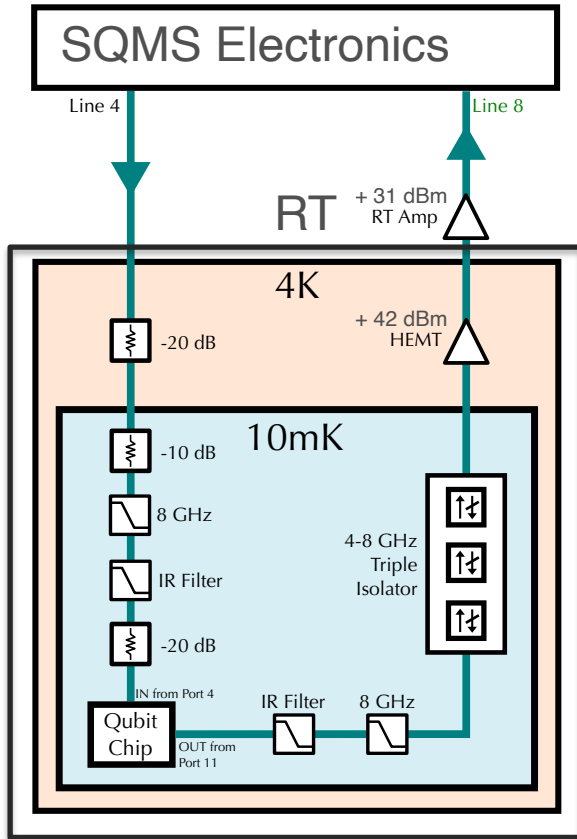 SQMS Electronics
Line 4
Line 8
RT
+ 31 dBm
RT Amp
4K
+ 42 dBm
HEMT
-20 dB
10mK
-10 dB
8 GHz
4-8 GHz
Triple
Isolator
IR Filter
-20 dB
IN from Port 4
Qubit
Chip
OUT from
Port 11
IR Filter
8 GHz